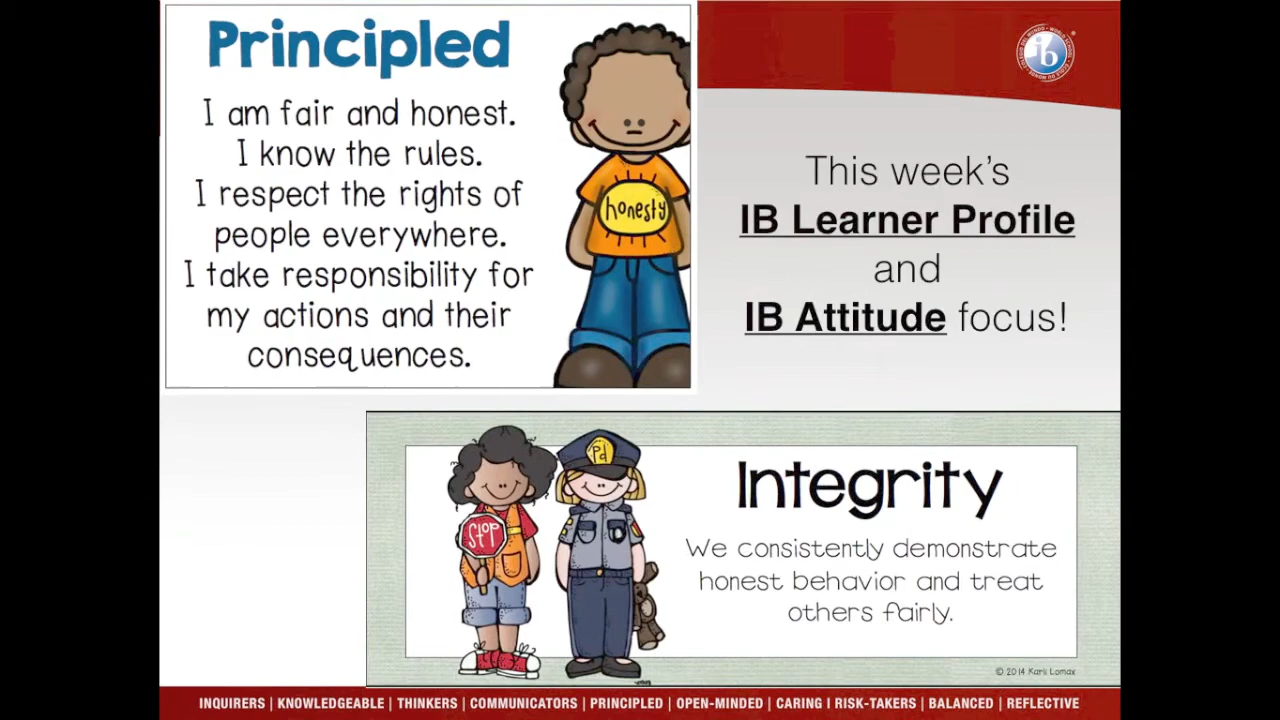 Principled
I am fair and honest.
I know the rules.
I respect the rights of
people everywhere.
I take responsibility for
my actions and their
consequences.
honesty
ib
This week's
IB Learner Profile
and
IB Attitude focus!
Pd
STOP
Integrity
We consistently demonstrate
honest behavior and treat
others fairly.
© 2014 Karli Lomax
INQUIRERS | KNOWLEDGEABLE | THINKERS | COMMUNICATORS | PRINCIPLED | OPEN-MINDED | CARING I RISK-TAKERS | BALANCED | REFLECTIVE